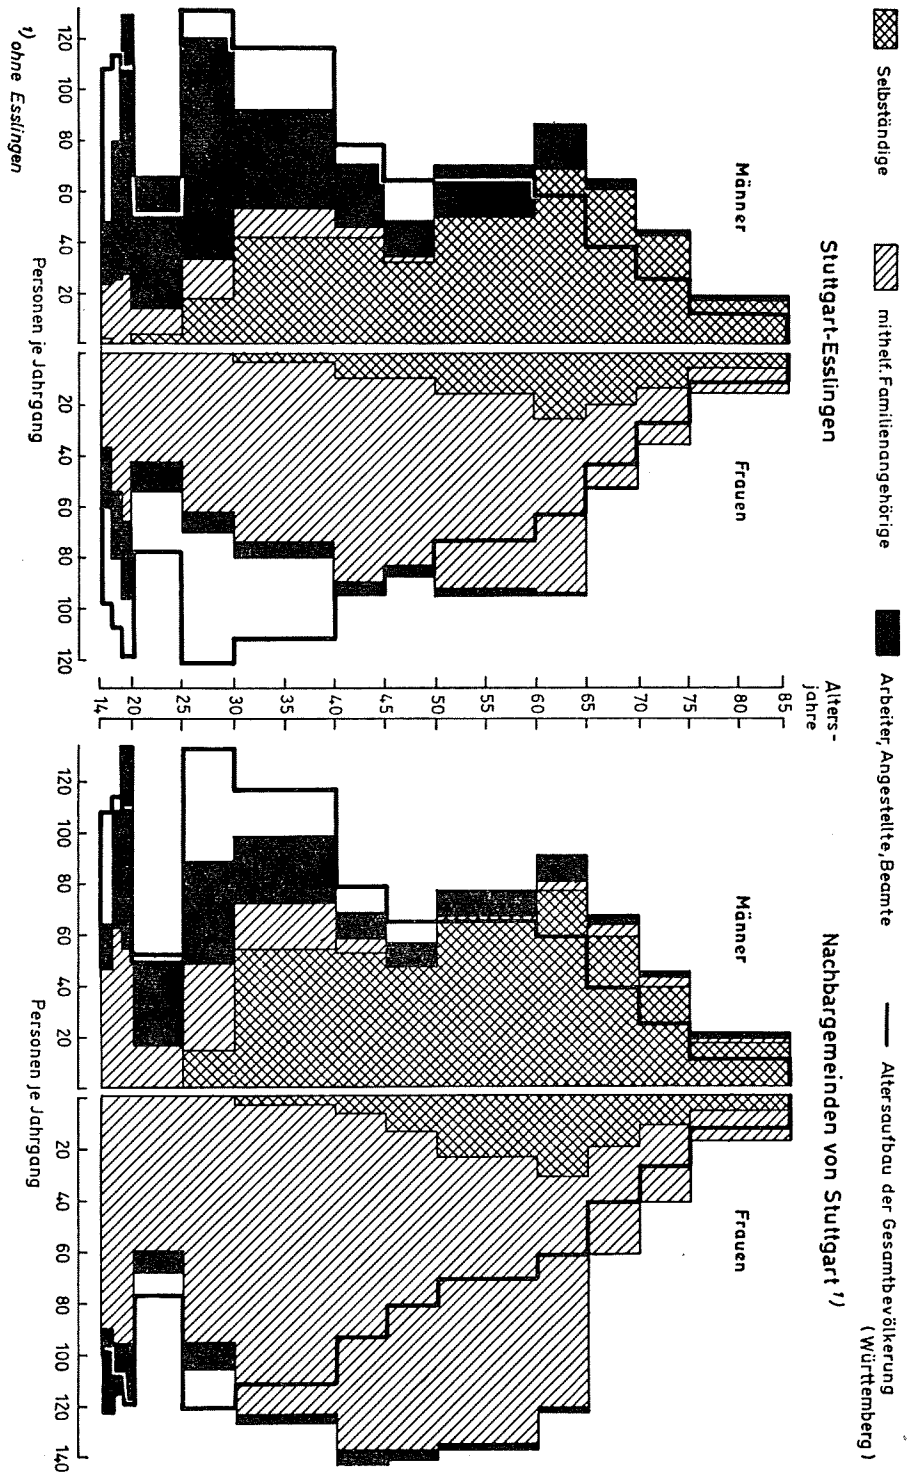 Selbständige
mithelf. Familienangehörige
Arbeiter, Angestellte, Beamte
Altersaufbau der Gesamtbevölkerung
(Württemberg)
Stuttgart-Esslingen
Männer
Frauen
120 100 80 60 40 20 20 40 60 80 100 120
Personen je Jahrgang
1) ohne Esslingen
Alters-
jahre
85
80
75
70
65
60
55
50
45
40
35
30
25
20
14
Nachbargemeinden von Stuttgart 1)
Männer
Frauen
120 100 80 60 40 20 20 40 60 80 100 120 140
Personen je Jahrgang